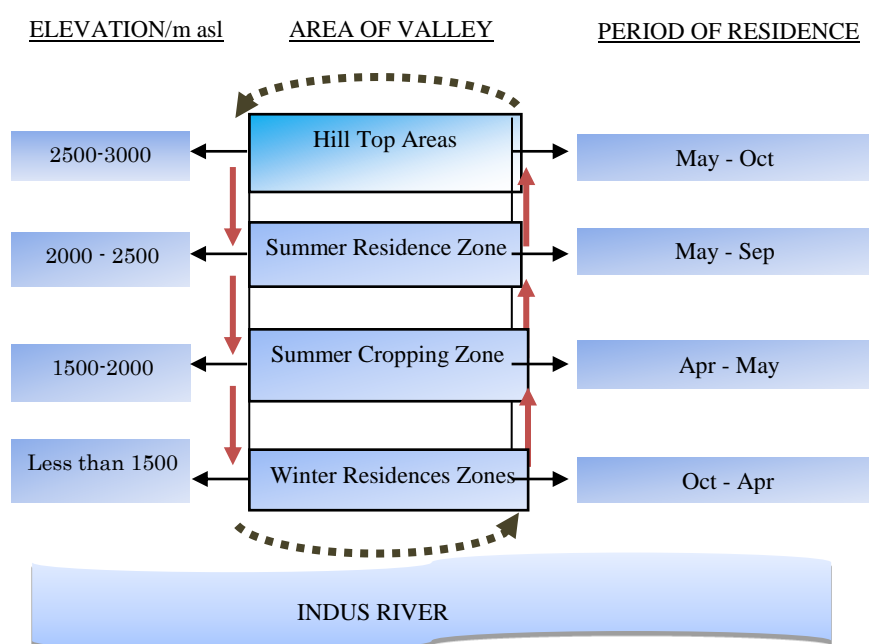 ELEVATION/m asl AREA OF VALLEY PERIOD OF RESIDENCE
2500-3000 Hill Top Areas May - Oct
2000 - 2500 Summer Residence Zone May - Sep
1500-2000 Summer Cropping Zone Apr - May
Less than 1500 Winter Residences Zones Oct - Apr
INDUS RIVER